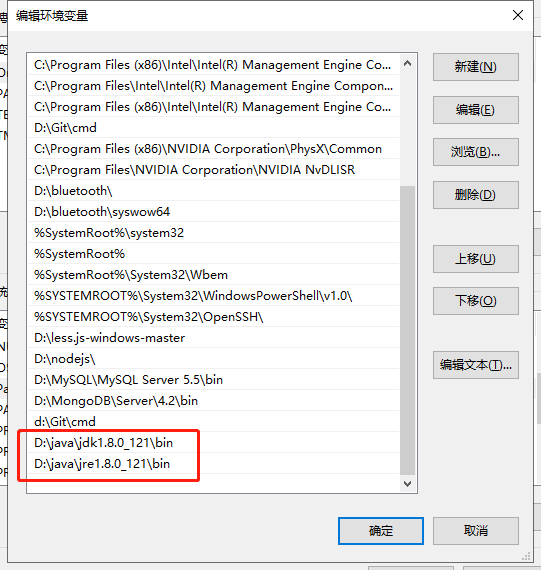 编辑环境变量
C:\Program Files (x86)\Intel\Intel(R) Management Engine Co...
C:\Program Files\Intel\Intel(R) Management Engine Compon...
C:\Program Files (x86)\Intel\Intel(R) Management Engine Co...
D:\Git\cmd
C:\Program Files (x86)\NVIDIA Corporation\PhysX\Common
C:\Program Files\NVIDIA Corporation\NVIDIA NvDLISR
D:\bluetooth\
D:\bluetooth\syswow64
%SystemRoot%\system32
%SystemRoot%
%SystemRoot%\System32\Wbem
%SYSTEMROOT%\System32\WindowsPowerShell\v1.0\
%SYSTEMROOT%\System32\OpenSSH\
D:\less.js-windows-master
D:\nodejs\
D:\MySQL\MySQL Server 5.5\bin
D:\MongoDB\Server\4.2\bin
d:\Git\cmd
D:\java\jdk1.8.0_121\bin
D:\java\jre1.8.0_121\bin
新建(N)
编辑(E)
浏览(B)...
删除(D)
上移(U)
下移(O)
编辑文本(T)...
确定
取消